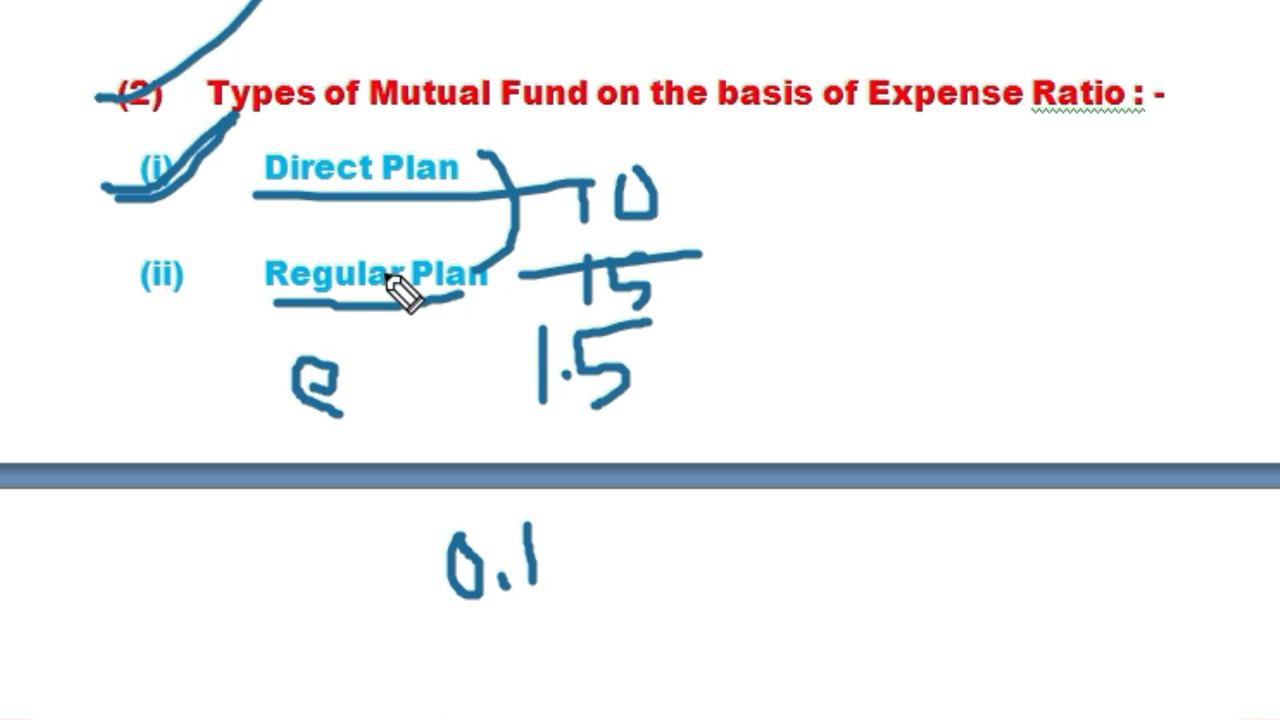 (2) Types of Mutual Fund on the basis of Expense Ratio : -
(i) Direct Plan
10
(ii) Regular Plan
15
1.5
0.1